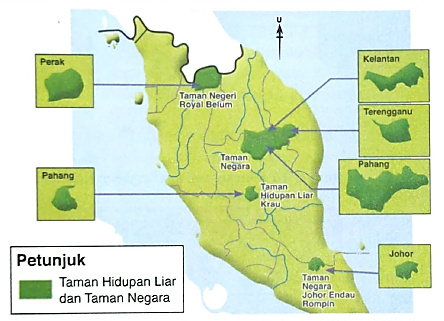 U
Perak
Kelantan
Taman Negeri
Royal Belum
Terengganu
Taman
Negara
Pahang
Pahang
Taman
Hidupan Liar
Krau
Petunjuk
Taman Hidupan Liar
dan Taman Negara
Johor
Taman
Negara
Johor Endau
Rompin